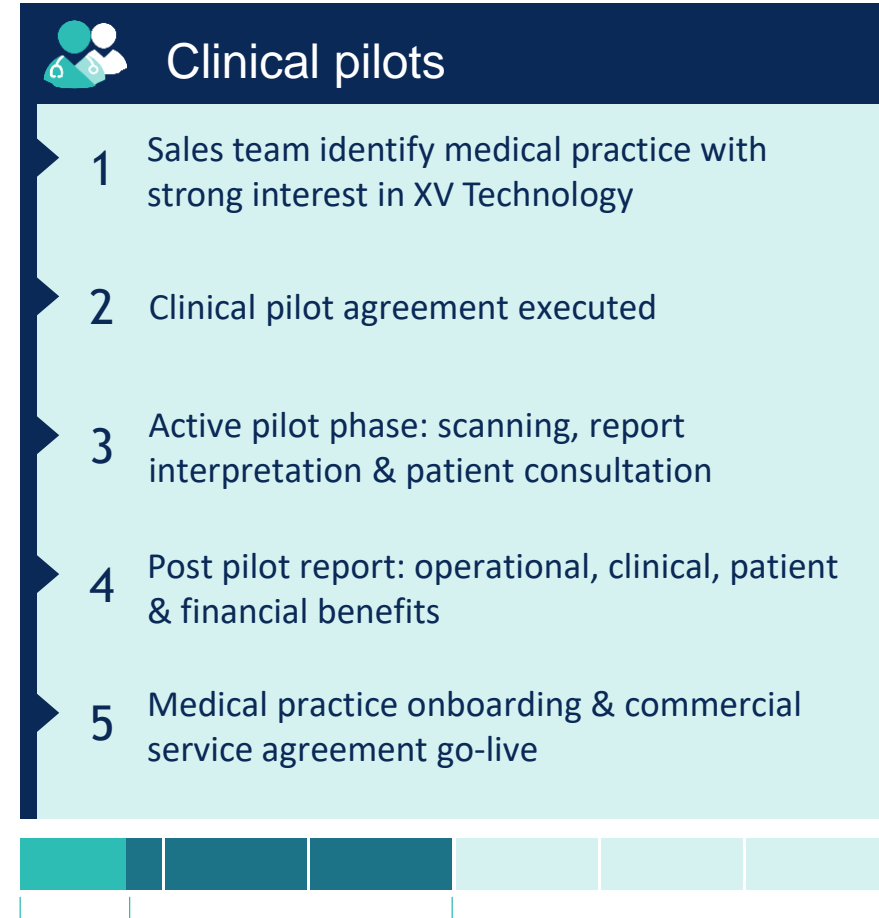 Clinical pilots
1 Sales team identify medical practice with
strong interest in XV Technology
2 Clinical pilot agreement executed
3 Active pilot phase: scanning, report
interpretation & patient consultation
4 Post pilot report: operational, clinical, patient
& financial benefits
5 Medical practice onboarding & commercial
service agreement go-live